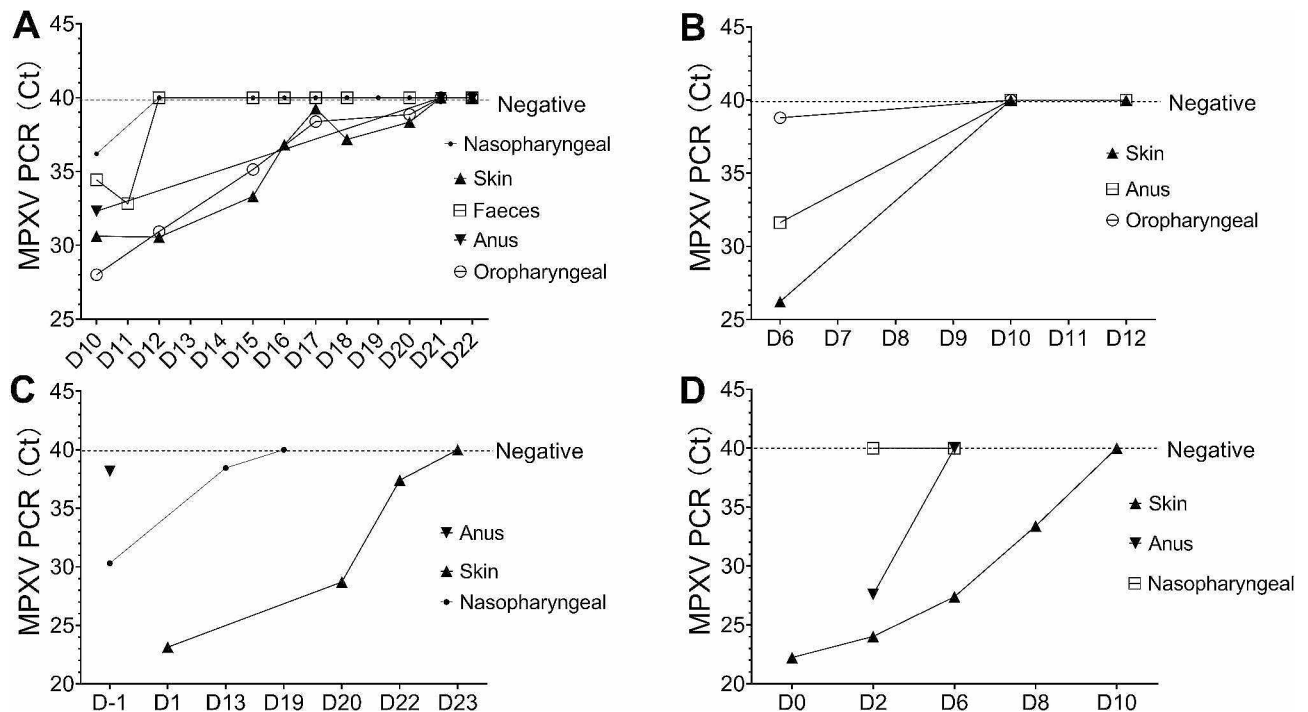 A
MPXV PCR (Ct)
45
40
35
30
25
Negative
Nasopharyngeal
Skin
Faeces
Anus
Oropharyngeal
D10 D11 D12 D13 D14 D15 D16 D17 D18 D19 D20 D21 D22
B
MPXV PCR (Ct)
45
40
35
30
25
Negative
Skin
Anus
Oropharyngeal
D6 D7 D8 D9 D10 D11 D12
C
MPXV PCR (Ct)
45
40
35
30
25
20
Negative
Anus
Skin
Nasopharyngeal
D-1 D1 D13 D19 D20 D22 D23
D
MPXV PCR (Ct)
45
40
35
30
25
20
Negative
Skin
Anus
Nasopharyngeal
D0 D2 D6 D8 D10